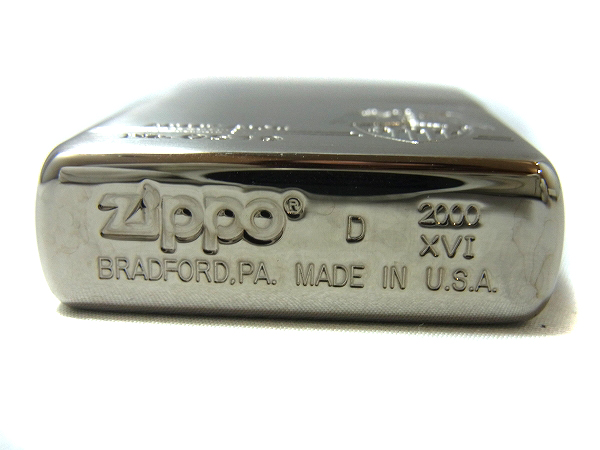 Zippo® D 2000
XVI
BRADFORD, PA. MADE IN U.S.A.